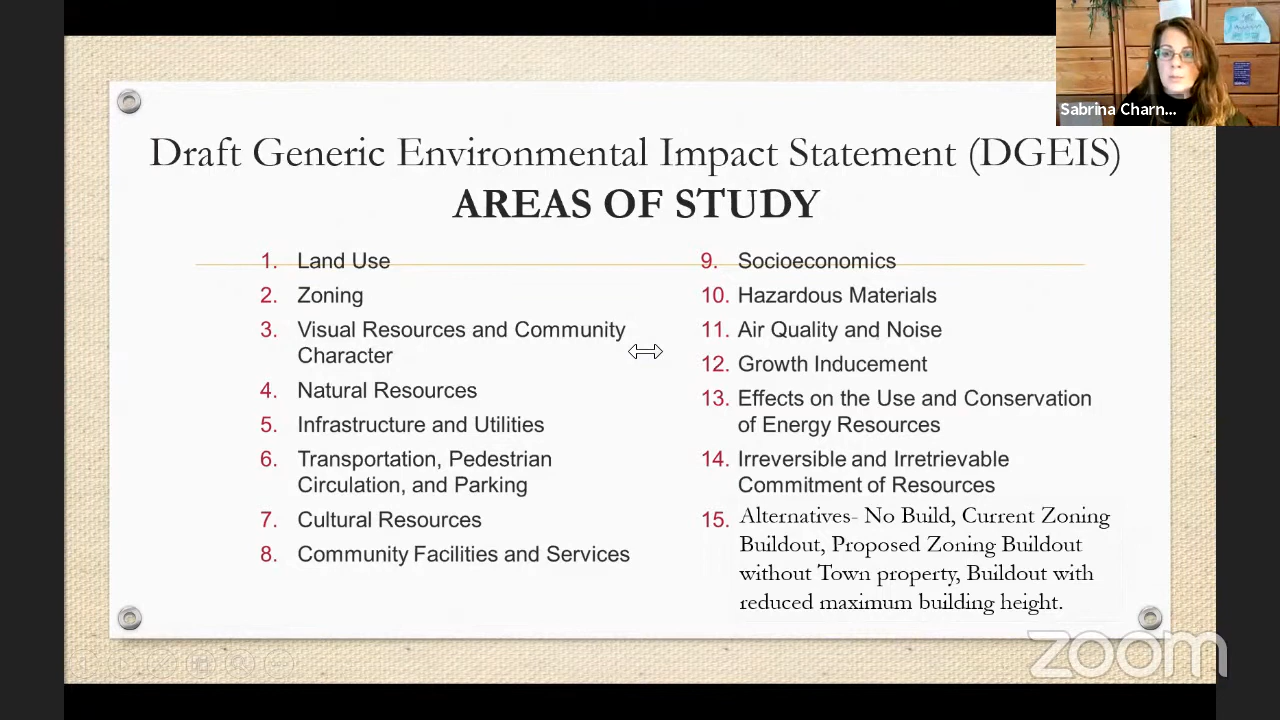 Draft Generic Environmental Impact Statement (DGEIS)
AREAS OF STUDY
1. Land Use
2. Zoning
3. Visual Resources and Community
Character
4. Natural Resources
5. Infrastructure and Utilities
6. Transportation, Pedestrian
Circulation, and Parking
7. Cultural Resources
8. Community Facilities and Services
9. Socioeconomics
10. Hazardous Materials
11. Air Quality and Noise
12. Growth Inducement
13. Effects on the Use and Conservation
of Energy Resources
14. Irreversible and Irretrievable
Commitment of Resources
15. Alternatives- No Build, Current Zoning
Buildout, Proposed Zoning Buildout
without Town property, Buildout with
reduced maximum building height.
Sabrina Charn...
zoom